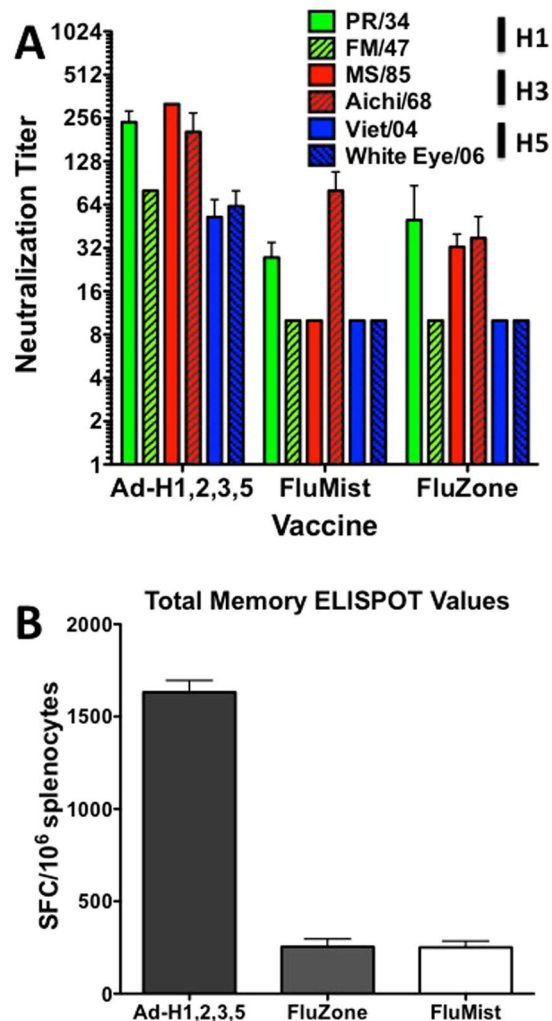 A
1024
512
256
128
64
32
16
8
4
2
1
Neutralization Titer
PR/34
FM/47
MS/85
Aichi/68
Viet/04
White Eye/06
H1
H3
H5
Ad-H1,2,3,5 FluMist FluZone
Vaccine
B
Total Memory ELISPOT Values
2000
1500
1000
500
0
SFC/10⁶ splenocytes
Ad-H1,2,3,5 FluZone FluMist